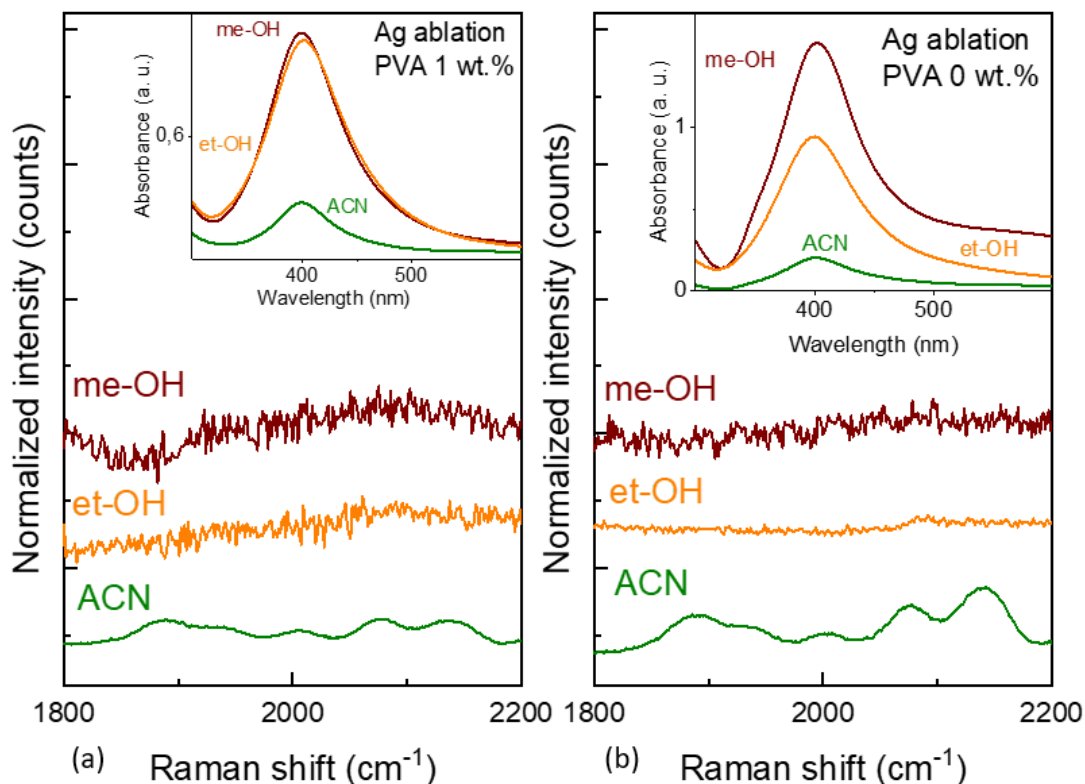 Normalized intensity (counts)
Absorbance (a. u.)
me-OH
Ag ablation
PVA 1 wt.%
0,6
et-OH
ACN
400
500
Wavelength (nm)
me-OH
et-OH
ACN
1800
2000
2200
(a)
Raman shift (cm⁻¹)
Normalized intensity (counts)
Absorbance (a. u.)
me-OH
Ag ablation
PVA 0 wt.%
1
et-OH
ACN
0
400
500
Wavelength (nm)
me-OH
et-OH
ACN
1800
2000
2200
(b)
Raman shift (cm⁻¹)